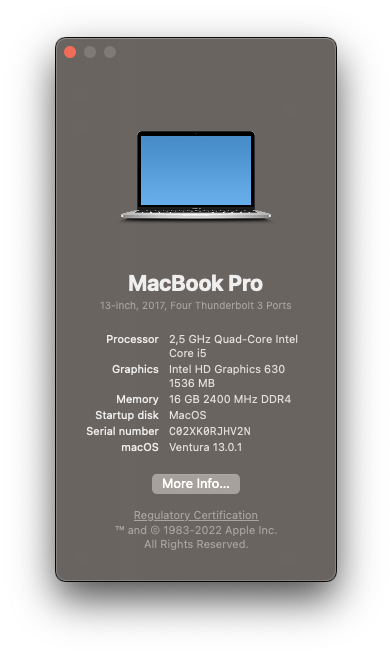 MacBook Pro
13-inch, 2017, Four Thunderbolt 3 Ports
Processor 2,5 GHz Quad-Core Intel
Core i5
Graphics Intel HD Graphics 630
1536 MB
Memory 16 GB 2400 MHz DDR4
Startup disk MacOS
Serial number C02XK0RJHV2N
macOS Ventura 13.0.1
More Info...
Regulatory Certification
™ and © 1983-2022 Apple Inc.
All Rights Reserved.